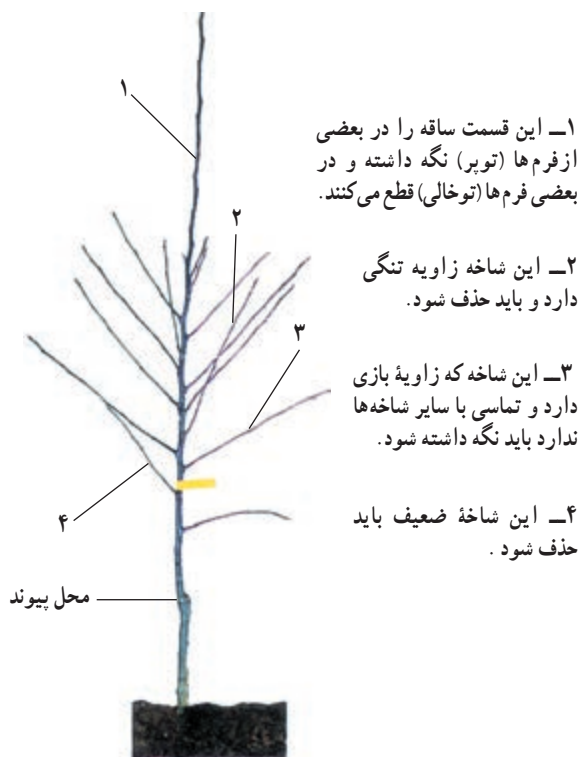 ۱ــ این قسمت ساقه را در بعضی
ازفرم‌ها (توپر) نگه داشته و در
بعضی فرم‌ها (توخالی) قطع می‌کنند.
۲ــ این شاخه زاویه تنگی
دارد و باید حذف شود.
۳ــ این شاخه که زاویهٔ بازی
دارد و تماسی با سایر شاخه‌ها
ندارد باید نگه داشته شود.
۴ــ این شاخهٔ ضعیف باید
حذف شود .
۱
۲
۳
۴
محل پیوند